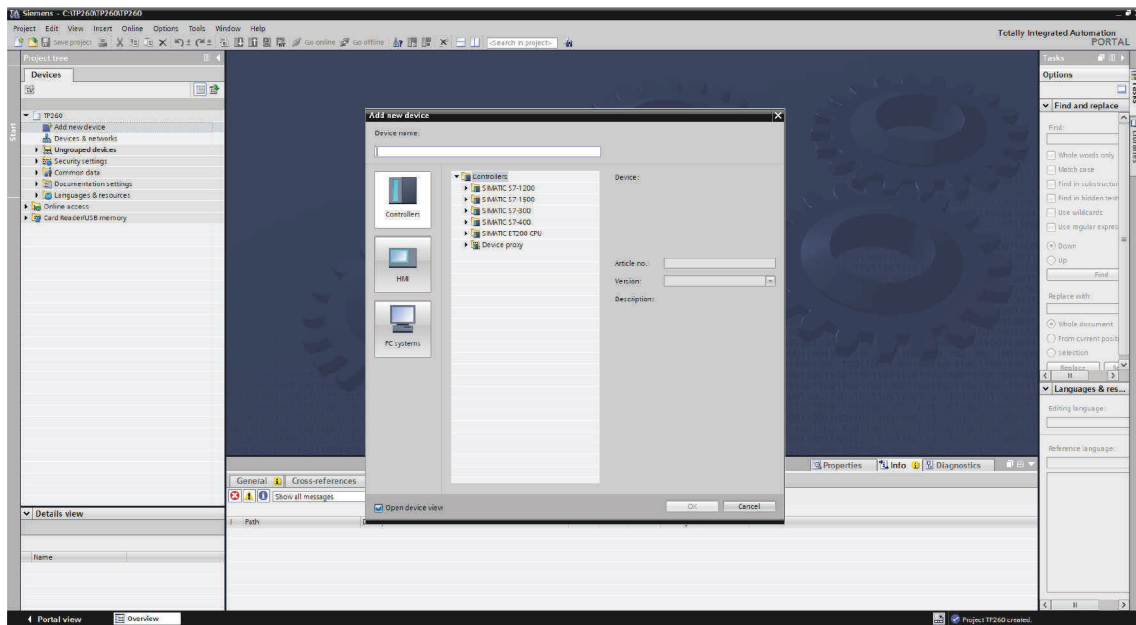 Siemens - C:\TP260\TP260\TP260
Project Edit View Insert Online Options Tools Window Help
Save project Go online Go offline <Search in project>
Totally Integrated Automation
PORTAL
Project tree
Devices
TP260
Add new device
Devices & networks
Ungrouped devices
Security settings
Common data
Documentation settings
Languages & resources
Online access
Card Reader/USB memory
Start
Details view
Name
Add new device
Device name:
Controllers
HMI
PC systems
Controllers
SIMATIC S7-1200
SIMATIC S7-1500
SIMATIC S7-300
SIMATIC S7-400
SIMATIC ET200 CPU
Device proxy
Device:
Article no.:
Version:
Description:
Open device view
OK Cancel
Properties Info Diagnostics
General Cross-references
Show all messages
! Path
Tasks
Options
Find and replace
Find:
Whole words only
Match case
Find in substructur
Find in hidden text
Use wildcards
Use regular expres
Down
Up
Find
Replace with:
Whole document
From current positi
Selection
Replace
Languages & res...
Editing language:
Reference language:
Tasks
Libraries
Portal view Overview
Project TP260 created.